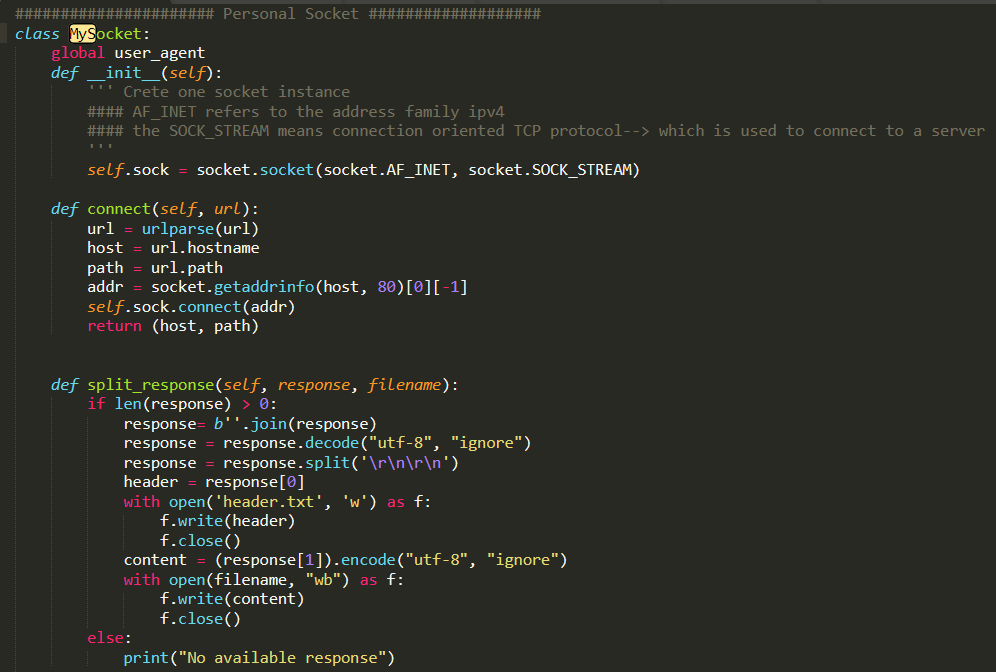 ###################### Personal Socket ###################
class MySocket:
    global user_agent
    def __init__(self):
        ''' Crete one socket instance
        #### AF_INET refers to the address family ipv4
        #### the SOCK_STREAM means connection oriented TCP protocol--> which is used to connect to a server
        '''
        self.sock = socket.socket(socket.AF_INET, socket.SOCK_STREAM)

    def connect(self, url):
        url = urlparse(url)
        host = url.hostname
        path = url.path
        addr = socket.getaddrinfo(host, 80)[0][-1]
        self.sock.connect(addr)
        return (host, path)


    def split_response(self, response, filename):
        if len(response) > 0:
            response= b''.join(response)
            response = response.decode("utf-8", "ignore")
            response = response.split('\r\n\r\n')
            header = response[0]
            with open('header.txt', 'w') as f:
                f.write(header)
                f.close()
            content = (response[1]).encode("utf-8", "ignore")
            with open(filename, "wb") as f:
                f.write(content)
                f.close()
        else:
            print("No available response")